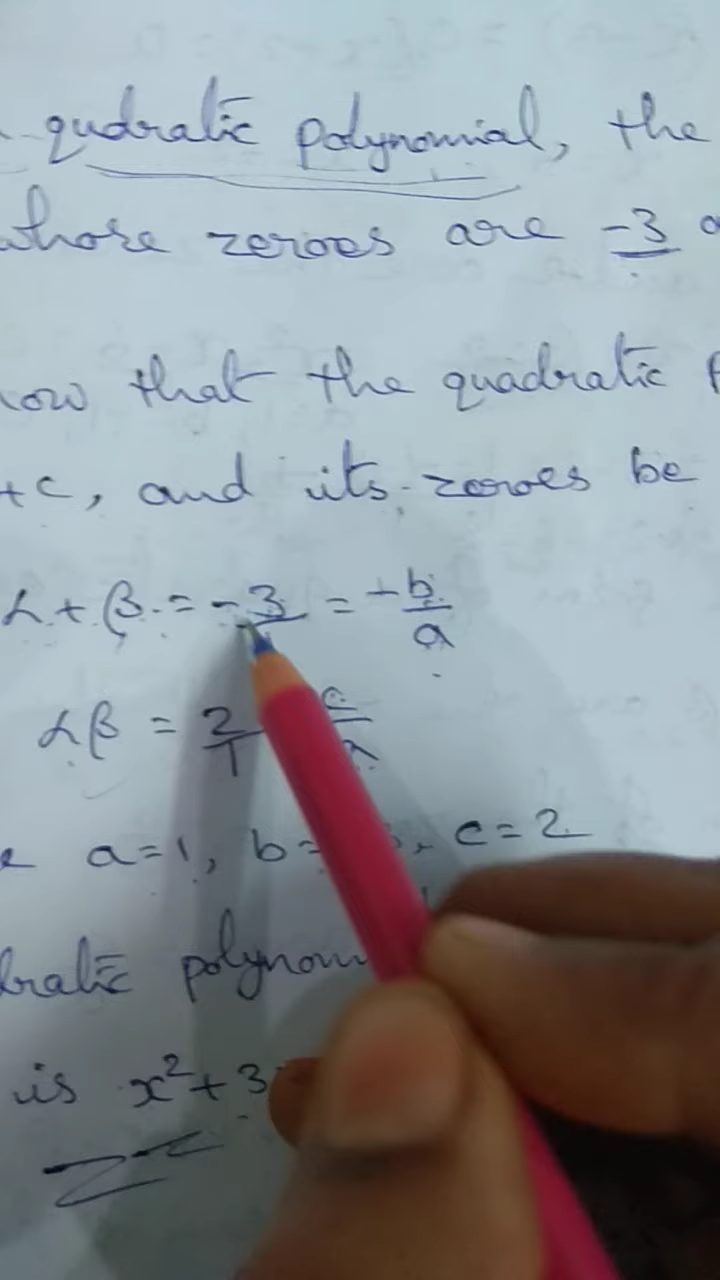 qudratic polynomial, the
whose zeroes are -3
now that the quadratic
+c, and its zeroes be
α + β = -3 = -b/a
αβ = 2/1 c/a
a=1, b= , c=2
polynom
is x²+3